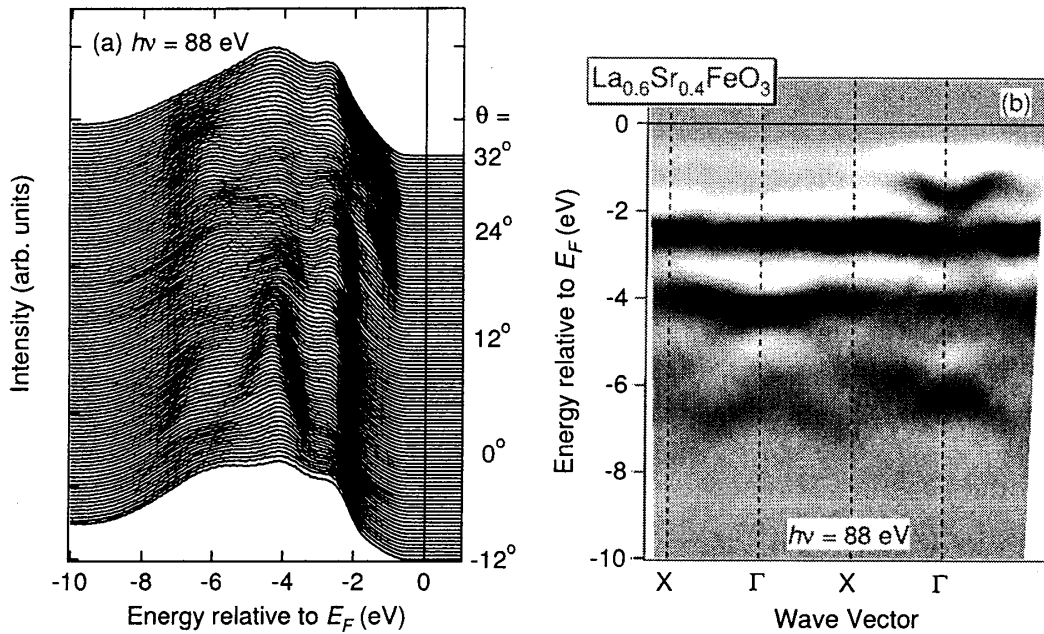 (a) hν = 88 eV
θ =
32°
24°
12°
0°
-12°
Intensity (arb. units)
-10 -8 -6 -4 -2 0
Energy relative to E_F (eV)
La₀.₆Sr₀.₄FeO₃
(b)
0
-2
-4
-6
-8
-10
Energy relative to E_F (eV)
hν = 88 eV
X Γ X Γ
Wave Vector